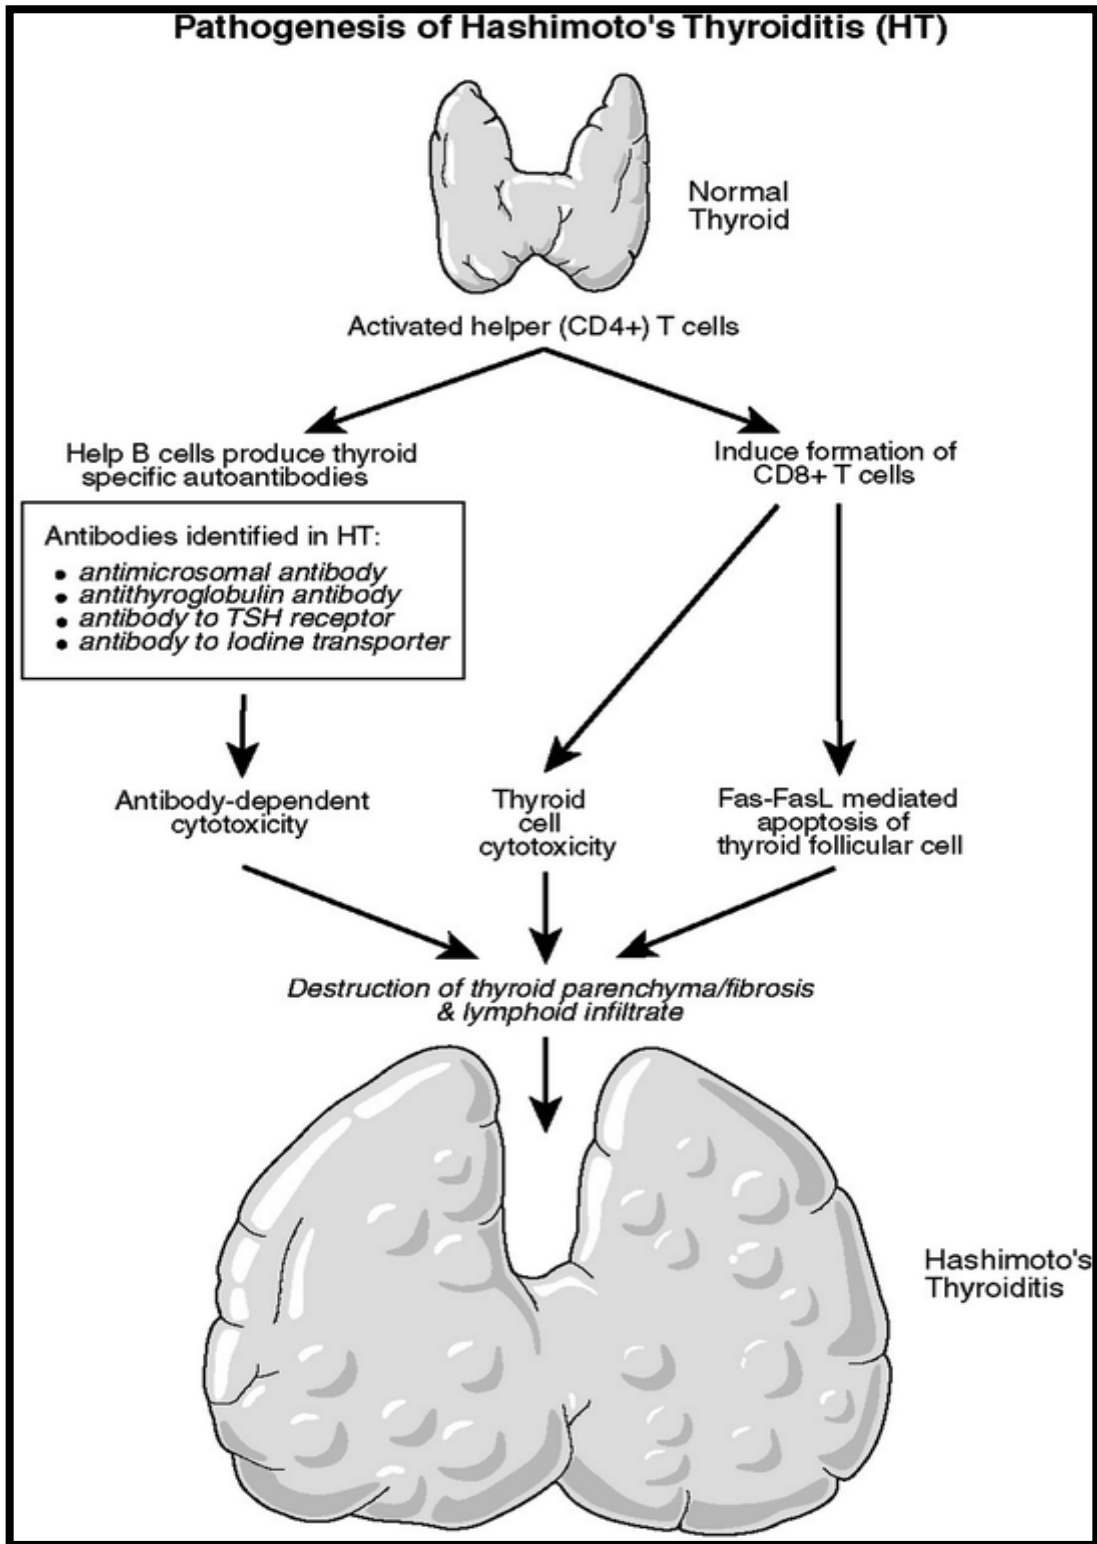 Pathogenesis of Hashimoto's Thyroiditis (HT)
Normal
Thyroid
Activated helper (CD4+) T cells
Help B cells produce thyroid
specific autoantibodies
Induce formation of
CD8+ T cells
Antibodies identified in HT:
• antimicrosomal antibody
• antithyroglobulin antibody
• antibody to TSH receptor
• antibody to Iodine transporter
Antibody-dependent
cytotoxicity
Thyroid
cell
cytotoxicity
Fas-FasL mediated
apoptosis of
thyroid follicular cell
Destruction of thyroid parenchyma/fibrosis
& lymphoid infiltrate
Hashimoto's
Thyroiditis